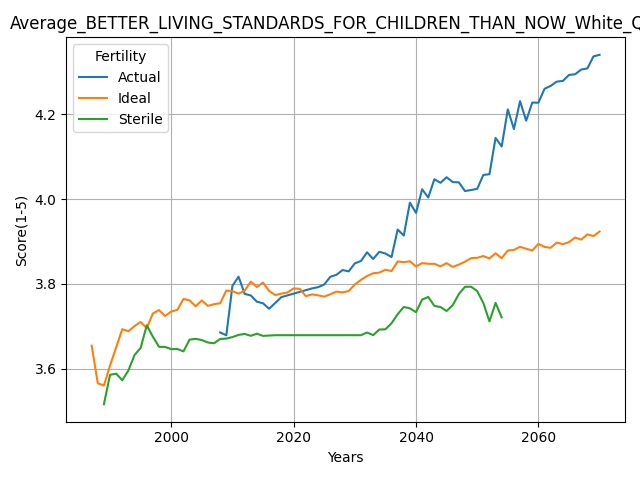 Average_BETTER_LIVING_STANDARDS_FOR_CHILDREN_THAN_NOW_White_Q
Fertility
Actual
Ideal
Sterile
Score(1-5)
4.2
4.0
3.8
3.6
2000 2020 2040 2060
Years